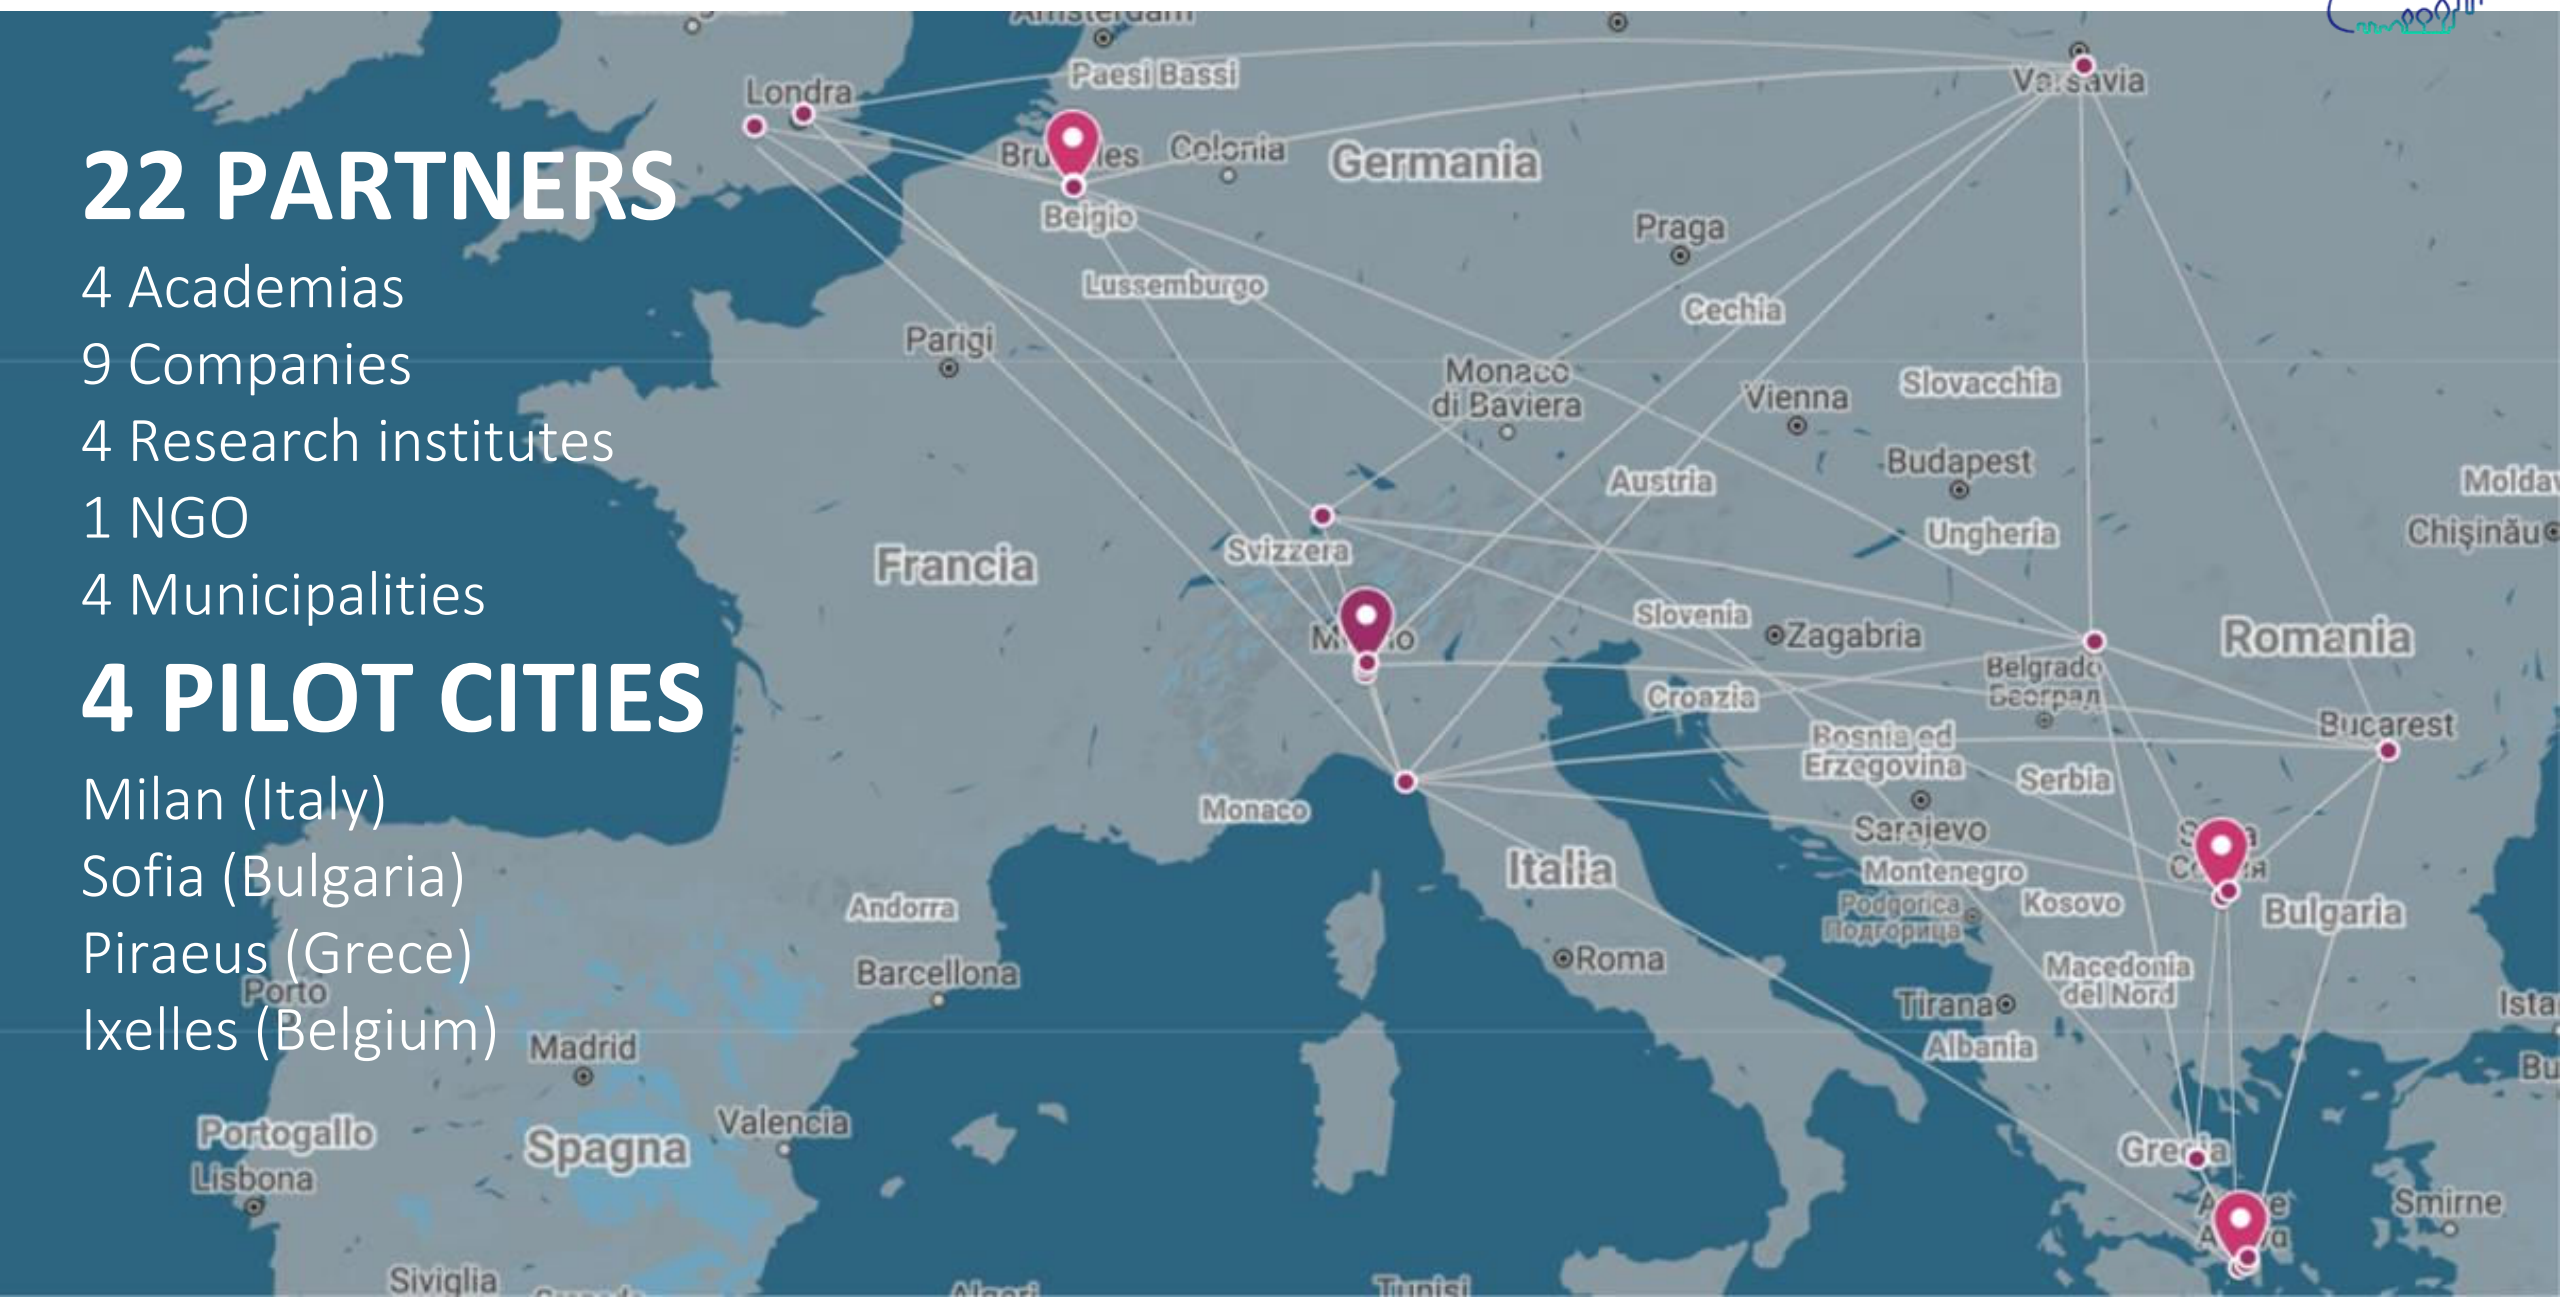 22 PARTNERS
4 Academias
9 Companies
4 Research institutes
1 NGO
4 Municipalities
4 PILOT CITIES
Milan (Italy)
Sofia (Bulgaria)
Piraeus (Grece)
Ixelles (Belgium)
Londra
Paesi Bassi
Varsavia
Colonia
Germania
Belgio
Praga
Lussemburgo
Cechia
Parigi
Monaco
di Baviera
Vienna
Slovacchia
Budapest
Austria
Ungheria
Chişinău
Svizzera
Francia
Slovenia
Zagabria
Romania
Belgrado
Београд
Croazia
Bucarest
Bosnia ed
Erzegovina
Serbia
Monaco
Sarajevo
Italia
Montenegro
Kosovo
Bulgaria
Podgorica
Подгорица
Andorra
Roma
Barcellona
Macedonia
del Nord
Porto
Tirana
Albania
Madrid
Valencia
Portogallo
Spagna
Lisbona
Grecia
Smirne
Siviglia